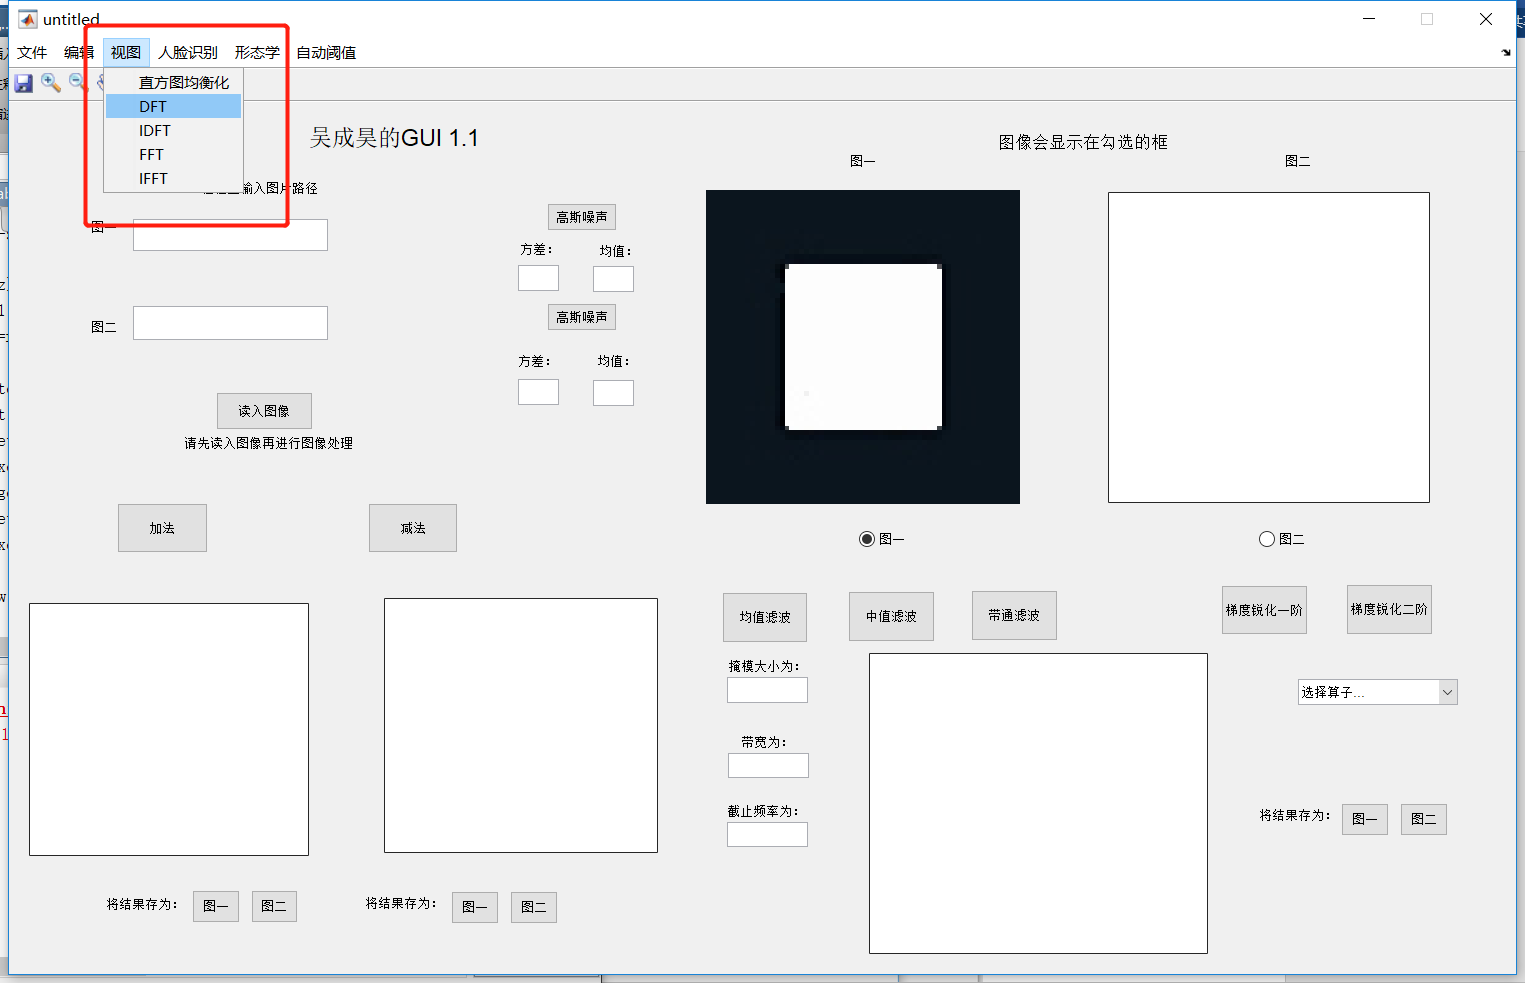 untitled
文件 编辑 视图 人脸识别 形态学 自动阈值
直方图均衡化
DFT
IDFT
FFT
IFFT
吴成昊的GUI 1.1
图像会显示在勾选的框
图一
图二
输入图片路径
图一
图二
高斯噪声
方差: 均值:
高斯噪声
方差: 均值:
读入图像
请先读入图像再进行图像处理
加法
减法
图一
图二
均值滤波
中值滤波
带通滤波
梯度锐化一阶
梯度锐化二阶
掩模大小为:
选择算子...
带宽为:
截止频率为:
将结果存为: 图一 图二
将结果存为: 图一 图二
将结果存为: 图一 图二